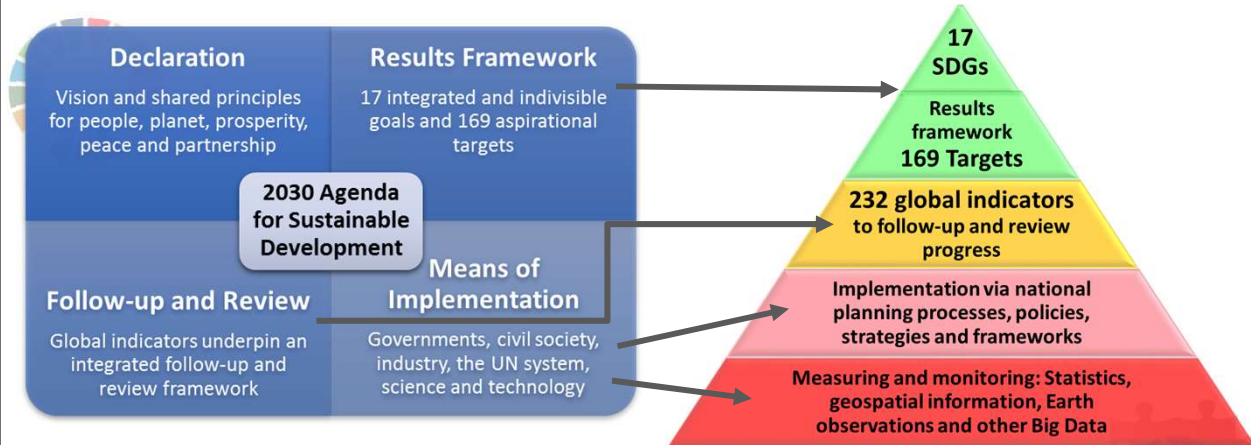 Declaration
Vision and shared principles
for people, planet, prosperity,
peace and partnership
Results Framework
17 integrated and indivisible
goals and 169 aspirational
targets
2030 Agenda
for Sustainable
Development
Follow-up and Review
Global indicators underpin an
integrated follow-up and
review framework
Means of
Implementation
Governments, civil society,
industry, the UN system,
science and technology
17
SDGs
Results
framework
169 Targets
232 global indicators
to follow-up and review
progress
Implementation via national
planning processes, policies,
strategies and frameworks
Measuring and monitoring: Statistics,
geospatial information, Earth
observations and other Big Data